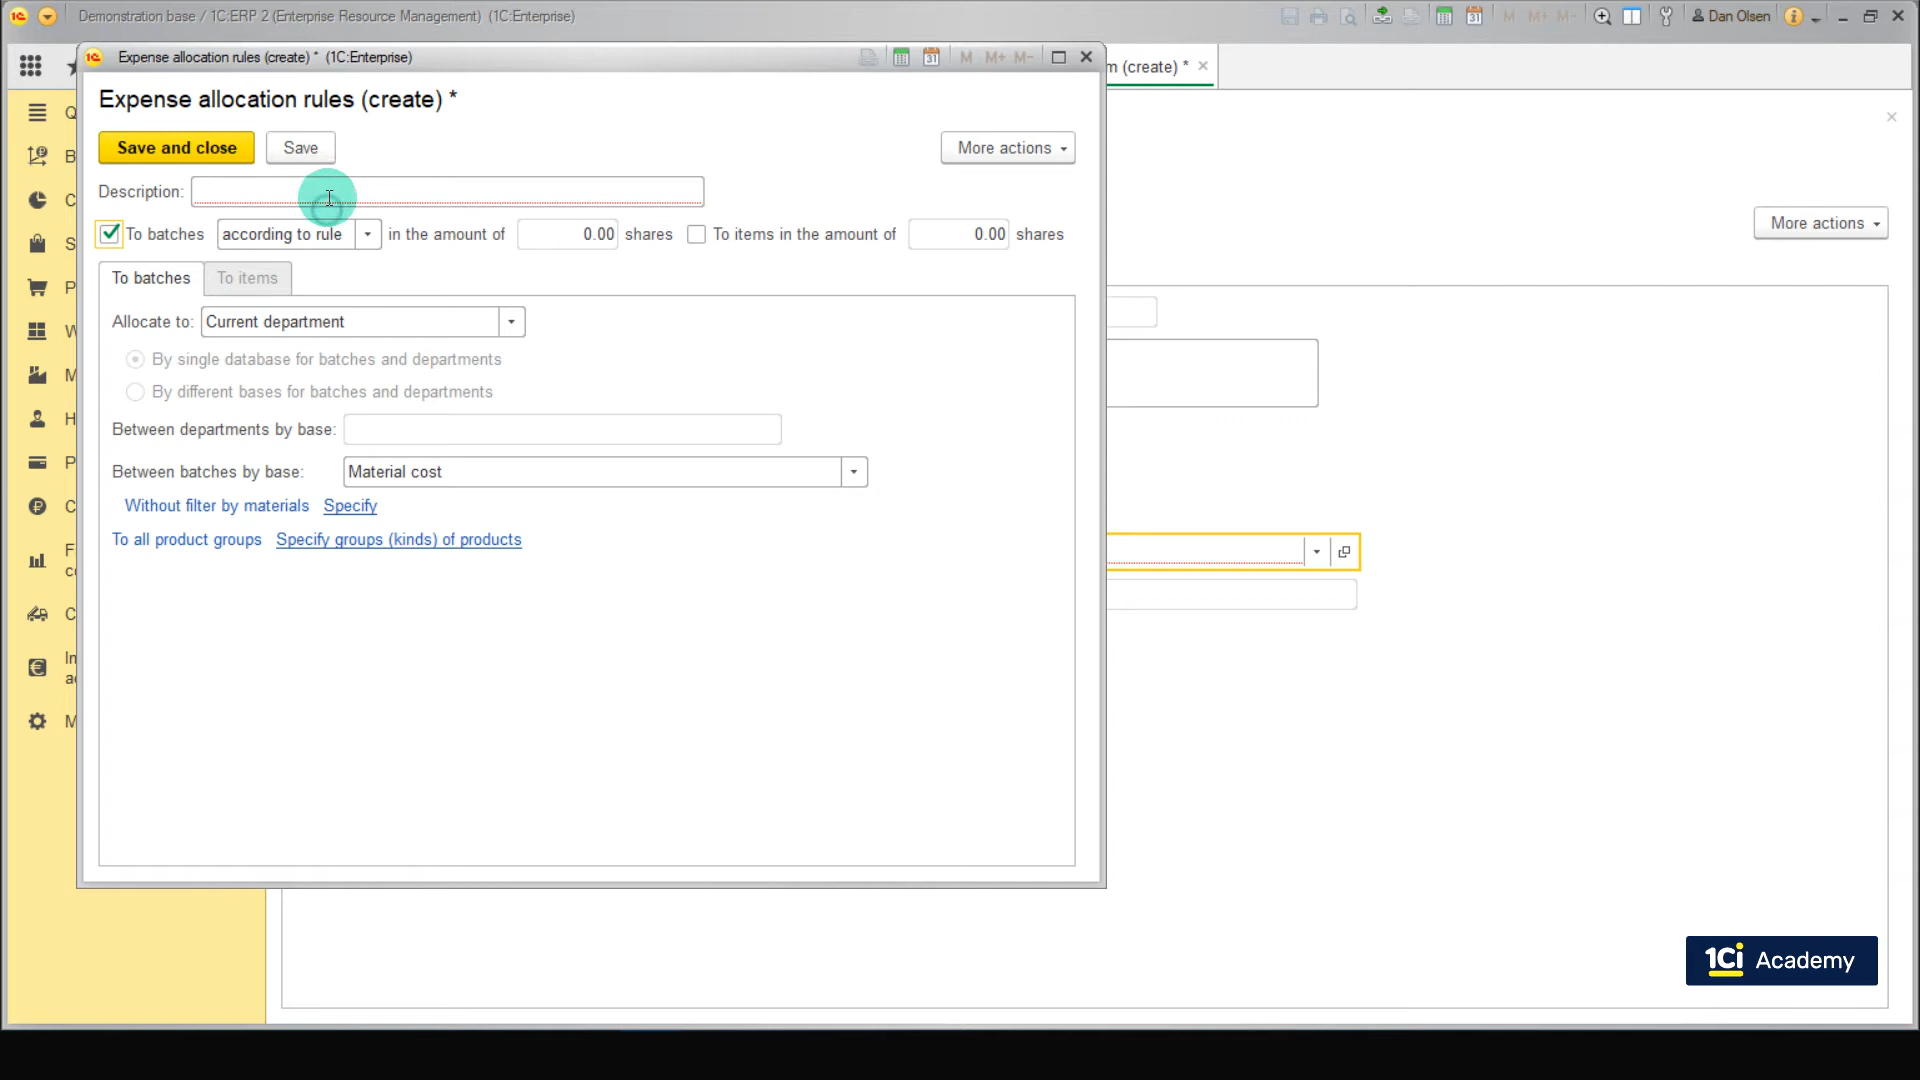 Demonstration base / 1C:ERP 2 (Enterprise Resource Management) (1C:Enterprise)
31
M M+ M-
Dan Olsen
Expense allocation rules (create) * (1C:Enterprise)
31
M M+ M-
m (create) *
Expense allocation rules (create) *
Save and close
Save
More actions
Description:
To batches
according to rule
in the amount of
0.00
shares
To items in the amount of
0.00
shares
More actions
To batches
To items
Allocate to:
Current department
By single database for batches and departments
By different bases for batches and departments
Between departments by base:
Between batches by base:
Material cost
Without filter by materials
Specify
To all product groups
Specify groups (kinds) of products
Q
B
C
S
P
W
M
H
P
C
F
C
M
1Ci Academy